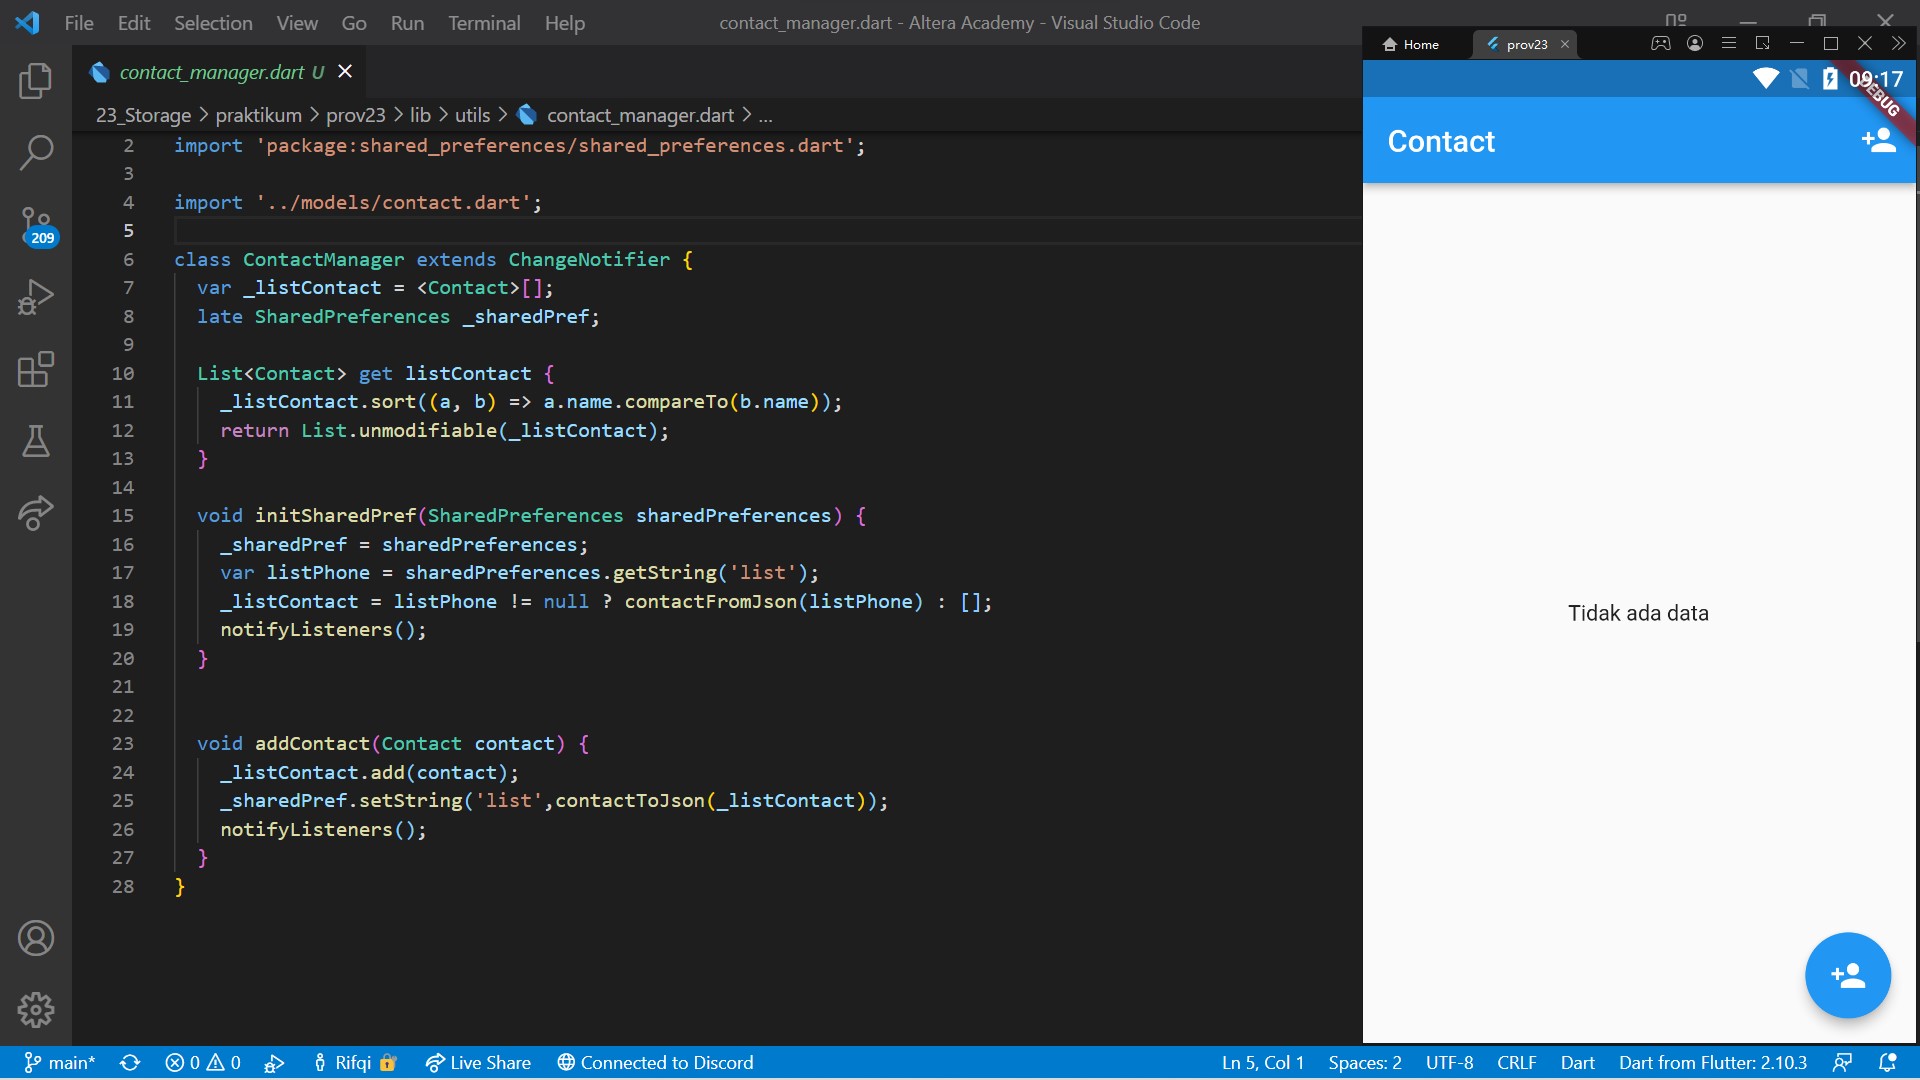 File Edit Selection View Go Run Terminal Help
contact_manager.dart - Altera Academy - Visual Studio Code
contact_manager.dart U
23_Storage > praktikum > prov23 > lib > utils > contact_manager.dart > ...
2 import 'package:shared_preferences/shared_preferences.dart';
3
4 import '../models/contact.dart';
5
6 class ContactManager extends ChangeNotifier {
7 var _listContact = <Contact>[];
8 late SharedPreferences _sharedPref;
9
10 List<Contact> get listContact {
11 _listContact.sort((a, b) => a.name.compareTo(b.name));
12 return List.unmodifiable(_listContact);
13 }
14
15 void initSharedPref(SharedPreferences sharedPreferences) {
16 _sharedPref = sharedPreferences;
17 var listPhone = sharedPreferences.getString('list');
18 _listContact = listPhone != null ? contactFromJson(listPhone) : [];
19 notifyListeners();
20 }
21
22
23 void addContact(Contact contact) {
24 _listContact.add(contact);
25 _sharedPref.setString('list',contactToJson(_listContact));
26 notifyListeners();
27 }
28 }
209
Home prov23
09:17
DEBUG
Contact
Tidak ada data
main* 0 0 Rifqi Live Share Connected to Discord
Ln 5, Col 1 Spaces: 2 UTF-8 CRLF Dart Dart from Flutter: 2.10.3